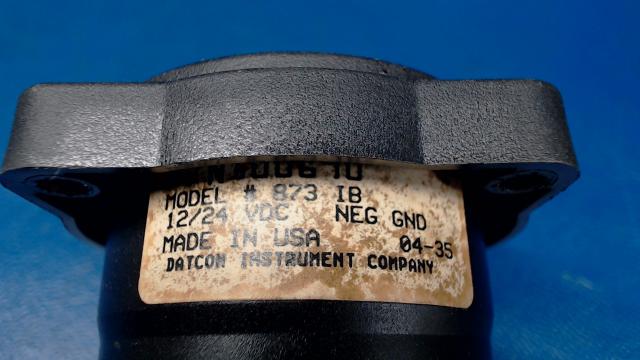 MODEL # 873 IB
12/24 VDC NEG GND
MADE IN USA 04-35
DATCON INSTRUMENT COMPANY